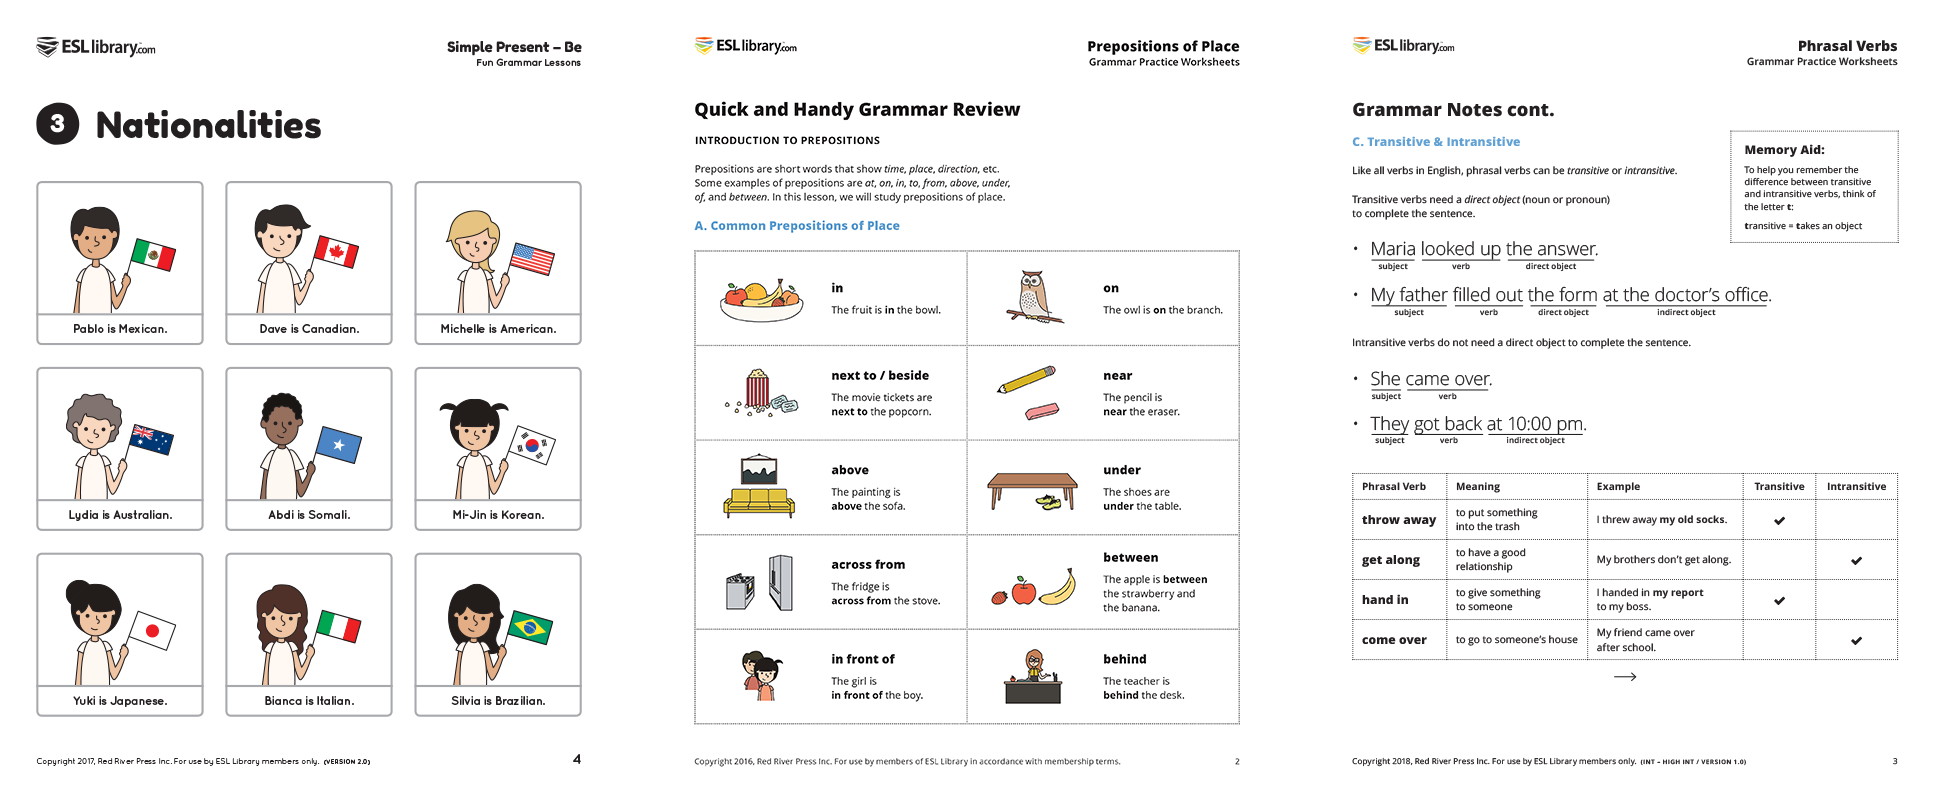 ESL library.com
Simple Present – Be
Fun Grammar Lessons
3 Nationalities
Pablo is Mexican.
Dave is Canadian.
Michelle is American.
Lydia is Australian.
Abdi is Somali.
Mi-Jin is Korean.
Yuki is Japanese.
Bianca is Italian.
Silvia is Brazilian.
Copyright 2017, Red River Press Inc. For use by ESL Library members only. (VERSION 2.0)
4
ESL library.com
Prepositions of Place
Grammar Practice Worksheets
Quick and Handy Grammar Review
INTRODUCTION TO PREPOSITIONS
Prepositions are short words that show time, place, direction, etc.
Some examples of prepositions are at, on, in, to, from, above, under,
of, and between. In this lesson, we will study prepositions of place.
A. Common Prepositions of Place
in
The fruit is in the bowl.
on
The owl is on the branch.
next to / beside
The movie tickets are
next to the popcorn.
near
The pencil is
near the eraser.
above
The painting is
above the sofa.
under
The shoes are
under the table.
across from
The fridge is
across from the stove.
between
The apple is between
the strawberry and
the banana.
in front of
The girl is
in front of the boy.
behind
The teacher is
behind the desk.
Copyright 2016, Red River Press Inc. For use by members of ESL Library in accordance with membership terms.
2
ESL library.com
Phrasal Verbs
Grammar Practice Worksheets
Grammar Notes cont.
C. Transitive & Intransitive
Like all verbs in English, phrasal verbs can be transitive or intransitive.
Transitive verbs need a direct object (noun or pronoun)
to complete the sentence.
Memory Aid:
To help you remember the
difference between transitive
and intransitive verbs, think of
the letter t:
transitive = takes an object
• Maria looked up the answer.
subject verb direct object
• My father filled out the form at the doctor's office.
subject verb direct object indirect object
Intransitive verbs do not need a direct object to complete the sentence.
• She came over.
subject verb
• They got back at 10:00 pm.
subject verb indirect object
Phrasal Verb Meaning Example Transitive Intransitive
throw away
to put something
into the trash
I threw away my old socks.
✔
get along
to have a good
relationship
My brothers don't get along.
✔
hand in
to give something
to someone
I handed in my report
to my boss.
✔
come over
to go to someone's house
My friend came over
after school.
✔
→
Copyright 2018, Red River Press Inc. For use by ESL Library members only. (INT – HIGH INT / VERSION 1.0)
3